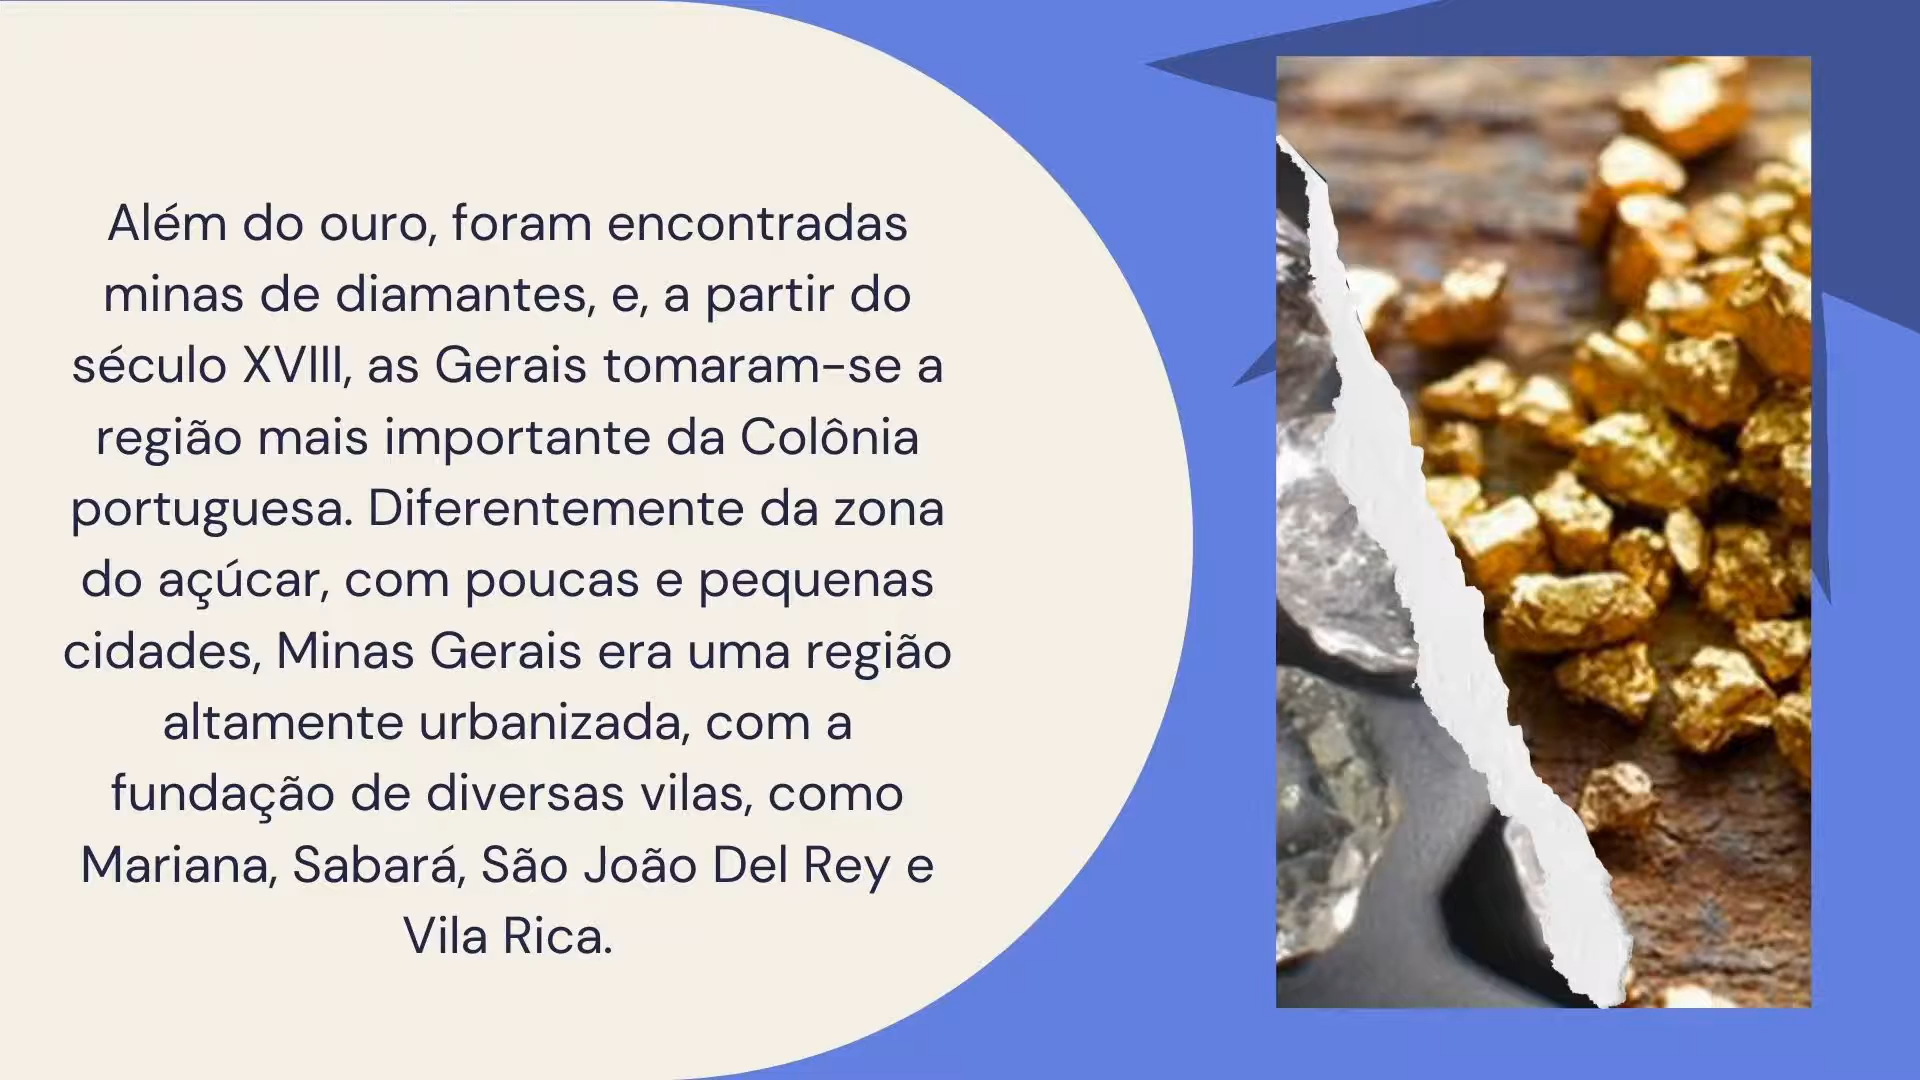 Além do ouro, foram encontradas
minas de diamantes, e, a partir do
século XVIII, as Gerais tomaram-se a
região mais importante da Colônia
portuguesa. Diferentemente da zona
do açúcar, com poucas e pequenas
cidades, Minas Gerais era uma região
altamente urbanizada, com a
fundação de diversas vilas, como
Mariana, Sabará, São João Del Rey e
Vila Rica.